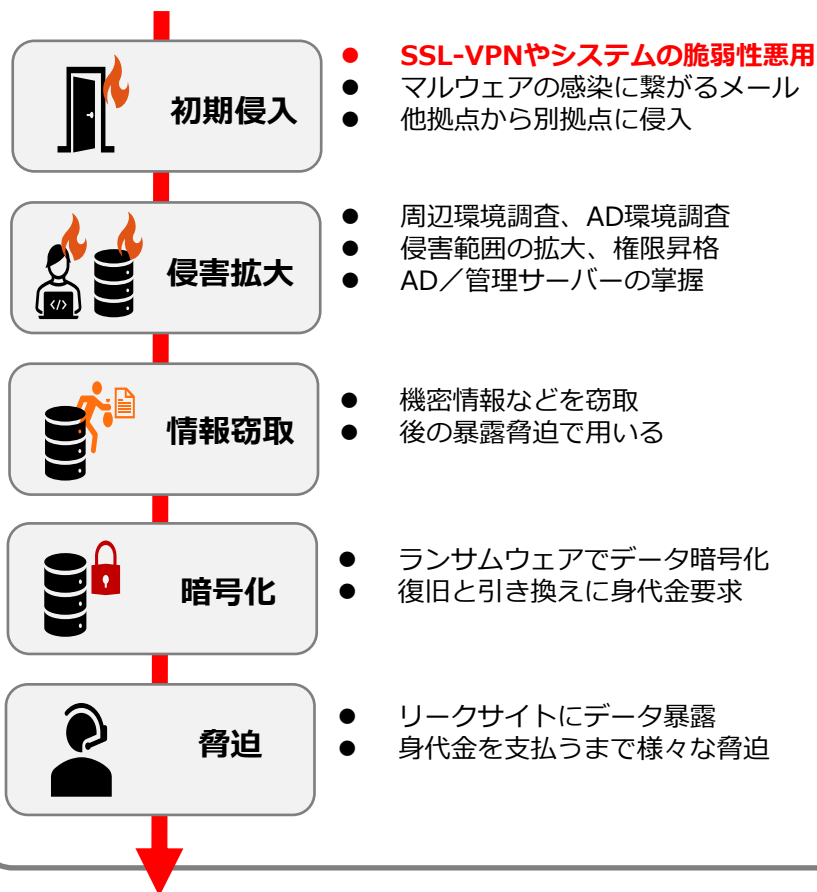 初期侵入
● SSL-VPNやシステムの脆弱性悪用
● マルウェアの感染に繋がるメール
● 他拠点から別拠点に侵入
侵害拡大
</>
● 周辺環境調査、AD環境調査
● 侵害範囲の拡大、権限昇格
● AD／管理サーバーの掌握
情報窃取
● 機密情報などを窃取
● 後の暴露脅迫で用いる
暗号化
● ランサムウェアでデータ暗号化
● 復旧と引き換えに身代金要求
脅迫
● リークサイトにデータ暴露
● 身代金を支払うまで様々な脅迫